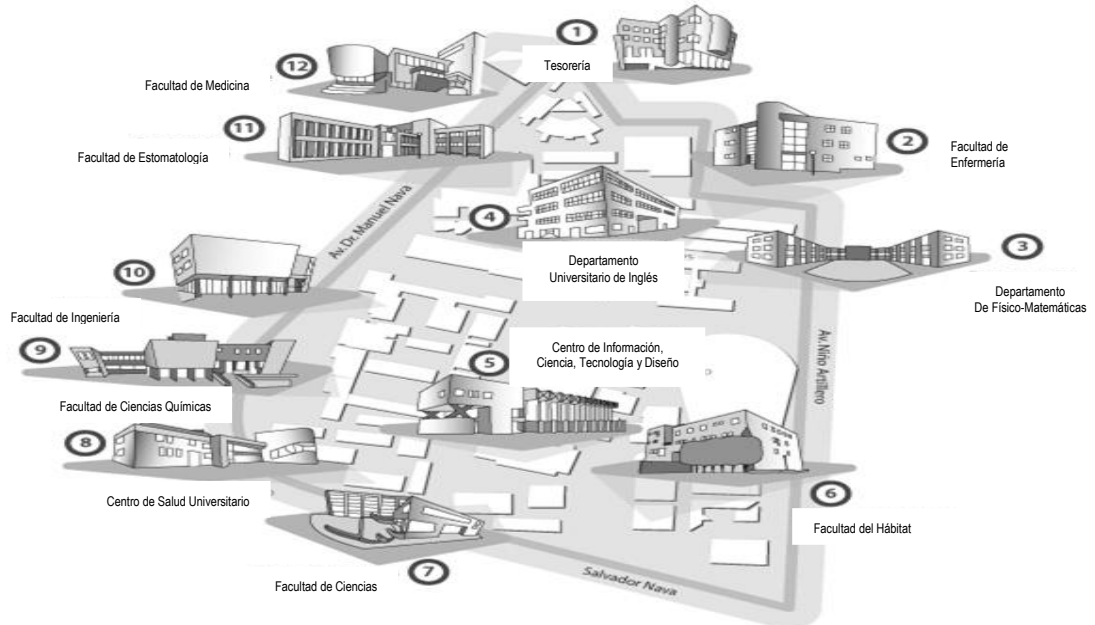 1
Tesorería
12
Facultad de Medicina
11
Facultad de Estomatología
2
Facultad de
Enfermería
Av. Dr. Manuel Nava
4
Departamento
Universitario de Inglés
3
Departamento
De Físico-Matemáticas
10
Facultad de Ingeniería
9
Facultad de Ciencias Químicas
5
Centro de Información,
Ciencia, Tecnología y Diseño
Av. Nino Artillero
8
Centro de Salud Universitario
6
Facultad del Hábitat
7
Facultad de Ciencias
Salvador Nava